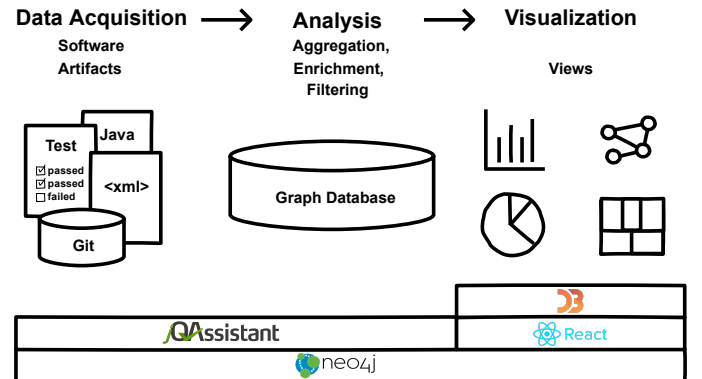 Data Acquisition
Analysis
Visualization
Software
Artifacts
Aggregation,
Enrichment,
Filtering
Views
Test
passed
passed
failed
Java
<xml>
Git
Graph Database
D3
jQAssistant
React
neo4j